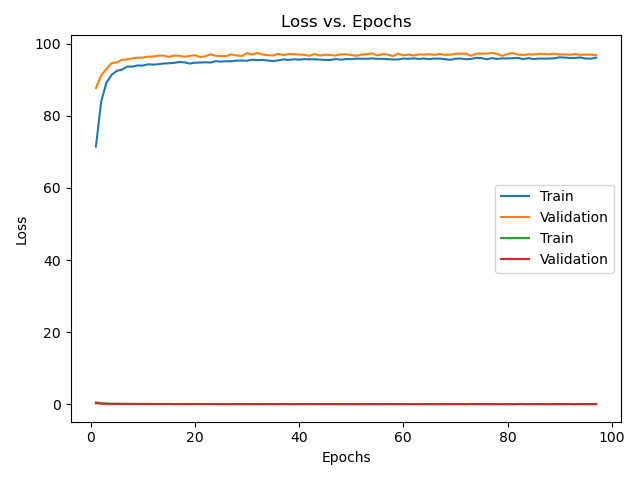 Loss vs. Epochs
100
80
60
40
20
0
Loss
Train
Validation
Train
Validation
0 20 40 60 80 100
Epochs